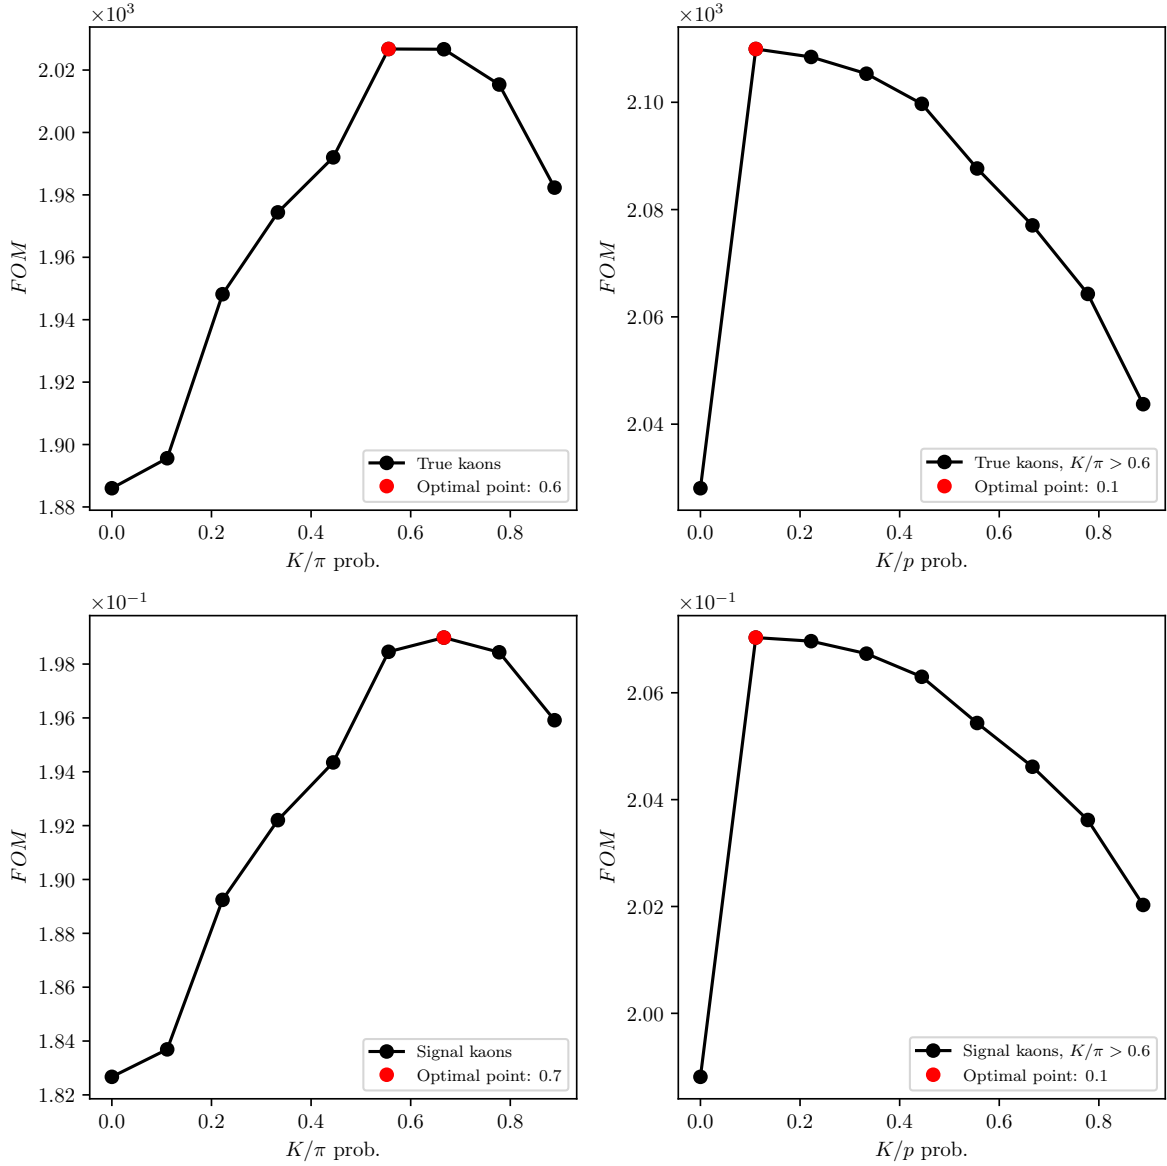 ×10³
2.02
2.00
1.98
1.96
1.94
1.92
1.90
1.88
FOM
0.0 0.2 0.4 0.6 0.8
K/π prob.
True kaons
Optimal point: 0.6
×10³
2.10
2.08
2.06
2.04
FOM
0.0 0.2 0.4 0.6 0.8
K/p prob.
True kaons, K/π > 0.6
Optimal point: 0.1
×10⁻¹
1.98
1.96
1.94
1.92
1.90
1.88
1.86
1.84
1.82
FOM
0.0 0.2 0.4 0.6 0.8
K/π prob.
Signal kaons
Optimal point: 0.7
×10⁻¹
2.06
2.04
2.02
2.00
FOM
0.0 0.2 0.4 0.6 0.8
K/p prob.
Signal kaons, K/π > 0.6
Optimal point: 0.1